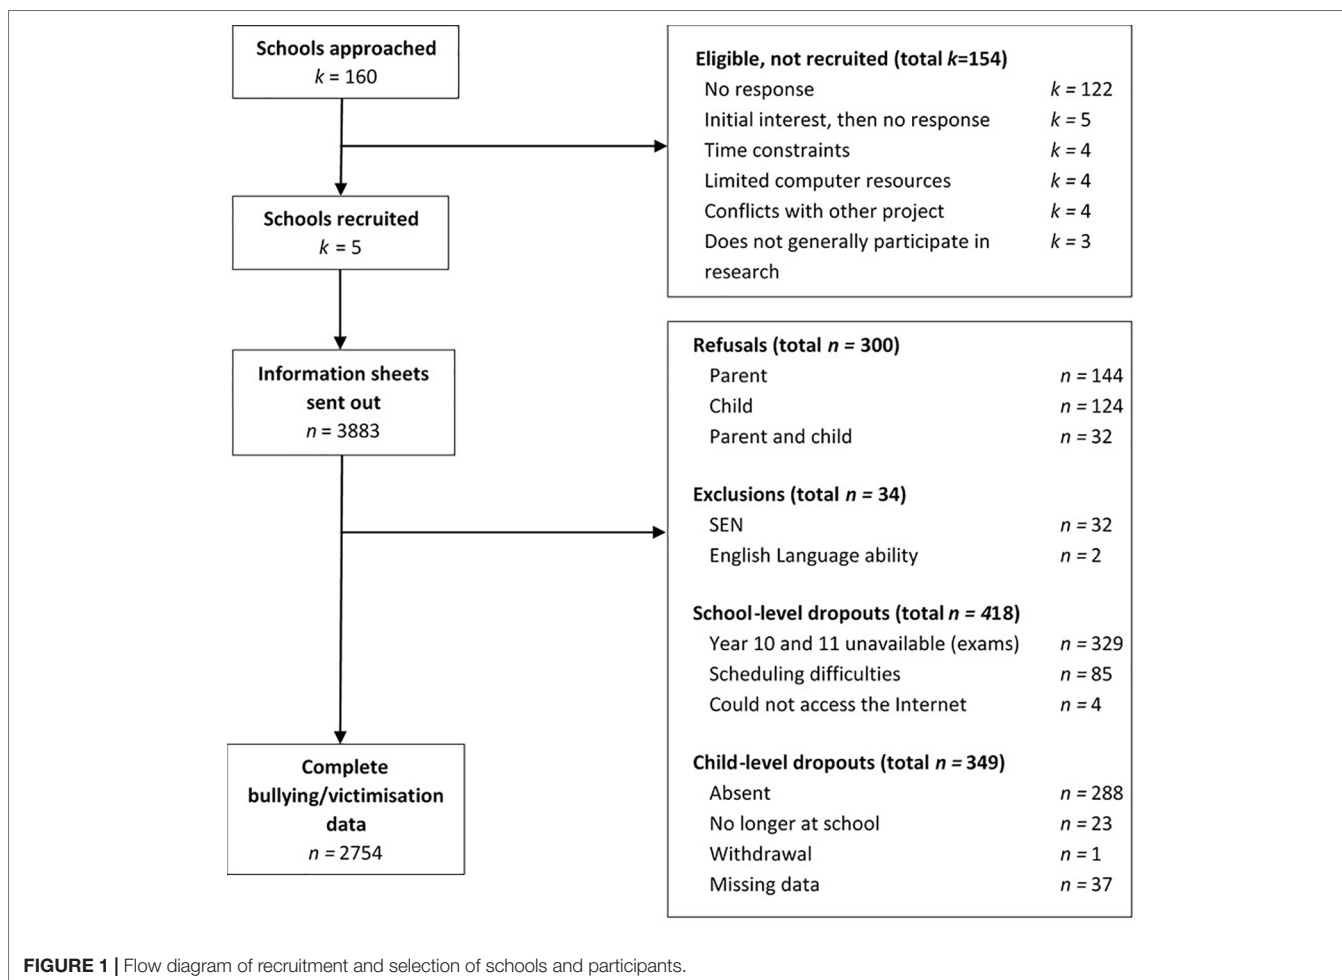 Schools approached
k = 160
Eligible, not recruited (total k=154)
No response k = 122
Initial interest, then no response k = 5
Time constraints k = 4
Limited computer resources k = 4
Conflicts with other project k = 4
Does not generally participate in k = 3
research
Schools recruited
k = 5
Information sheets
sent out
n = 3883
Refusals (total n = 300)
Parent n = 144
Child n = 124
Parent and child n = 32
Exclusions (total n = 34)
SEN n = 32
English Language ability n = 2
School-level dropouts (total n = 418)
Year 10 and 11 unavailable (exams) n = 329
Scheduling difficulties n = 85
Could not access the Internet n = 4
Child-level dropouts (total n = 349)
Absent n = 288
No longer at school n = 23
Withdrawal n = 1
Missing data n = 37
Complete
bullying/victimisation
data
n = 2754
FIGURE 1 | Flow diagram of recruitment and selection of schools and participants.